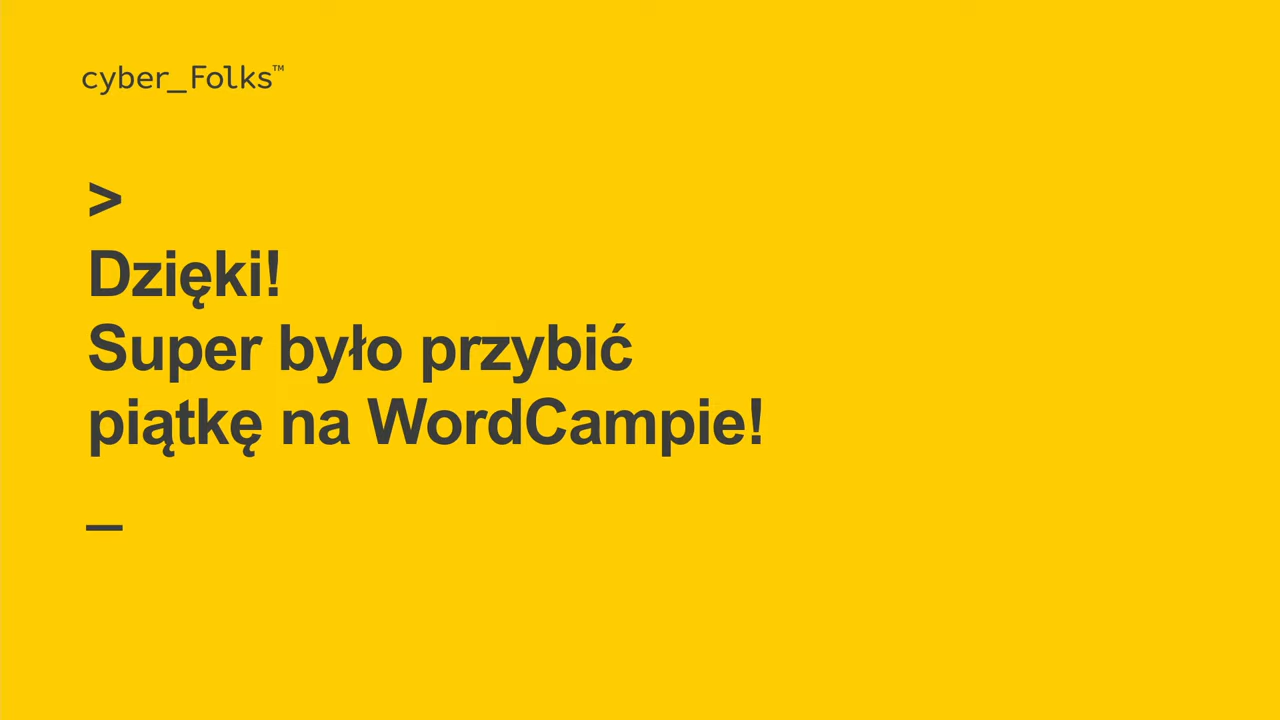 cyber_Folks™
>
Dzięki!
Super było przybić
piątkę na WordCampie!
_